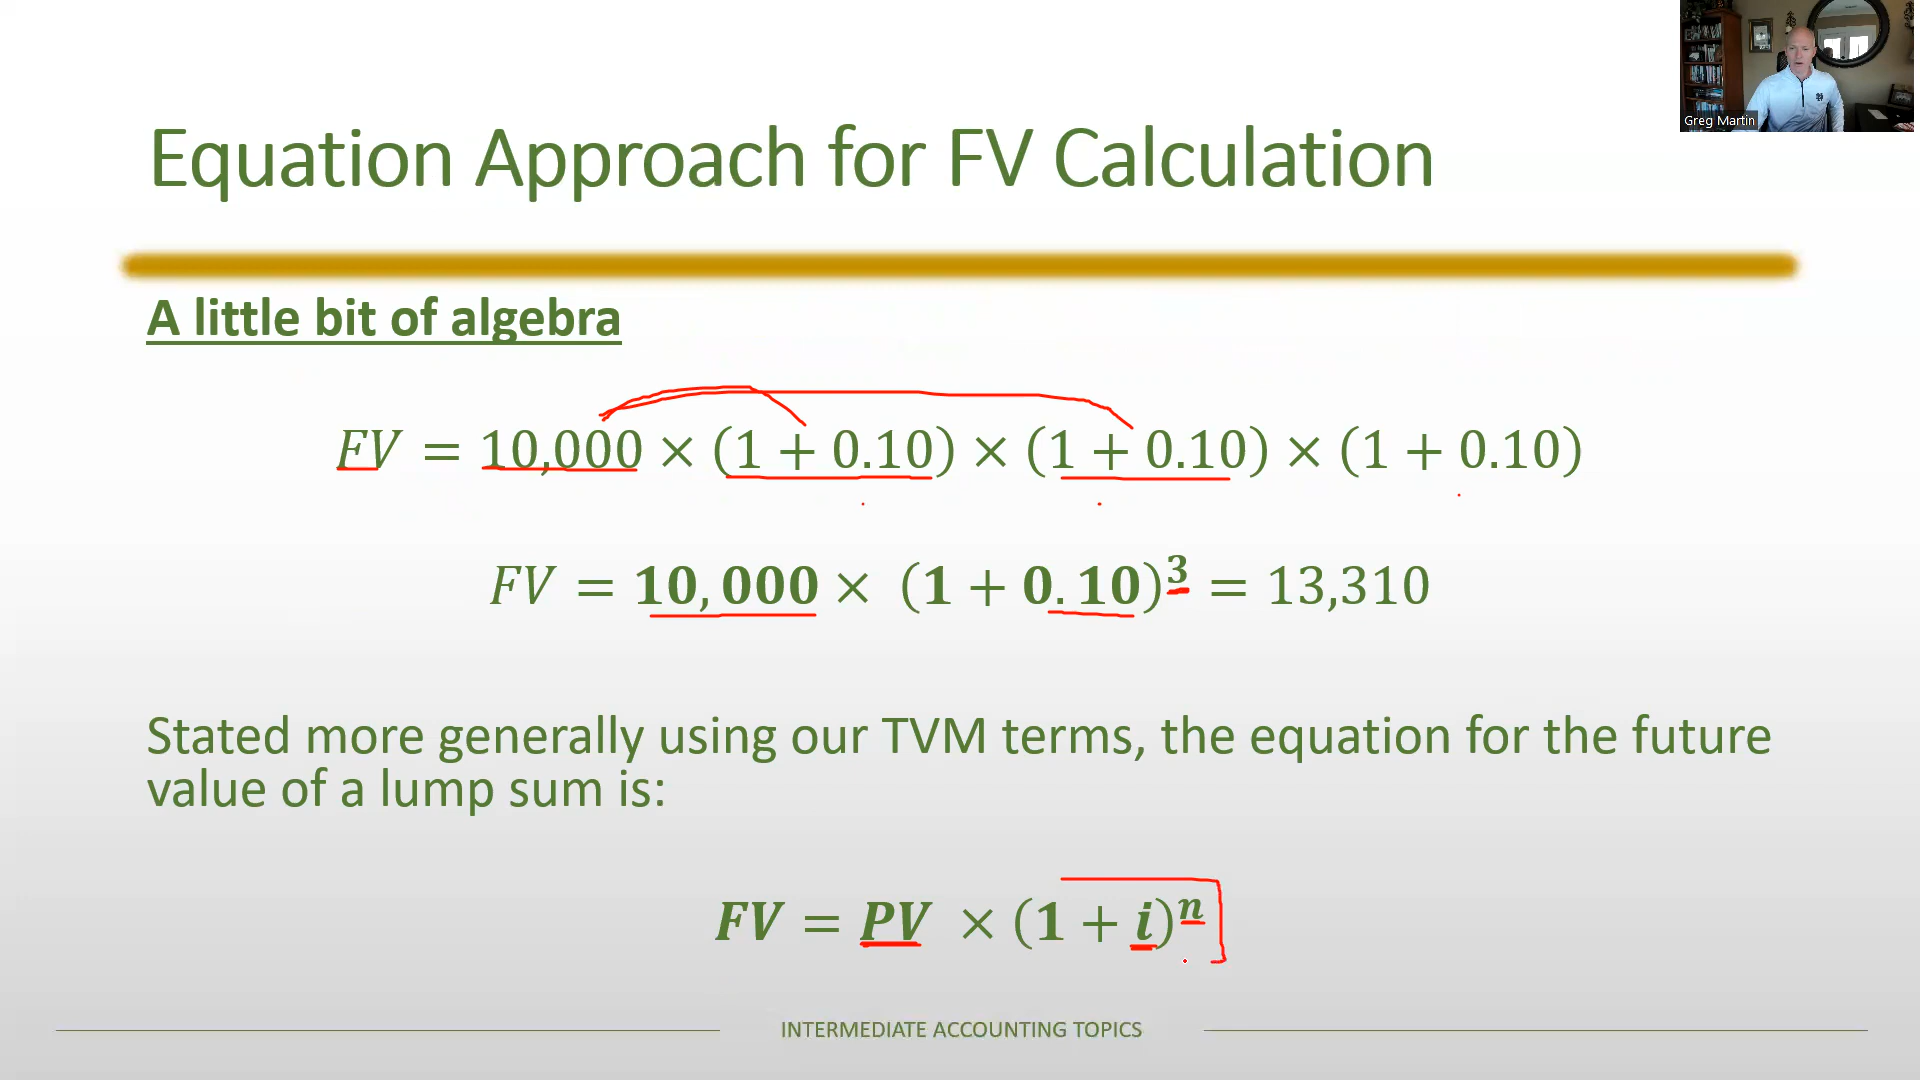 Greg Martin
Equation Approach for FV Calculation
A little bit of algebra
FV = 10,000 × (1 + 0.10) × (1 + 0.10) × (1 + 0.10)
FV = 10,000 × (1 + 0.10)³ = 13,310
Stated more generally using our TVM terms, the equation for the future
value of a lump sum is:
FV = PV × (1 + i)ⁿ
INTERMEDIATE ACCOUNTING TOPICS